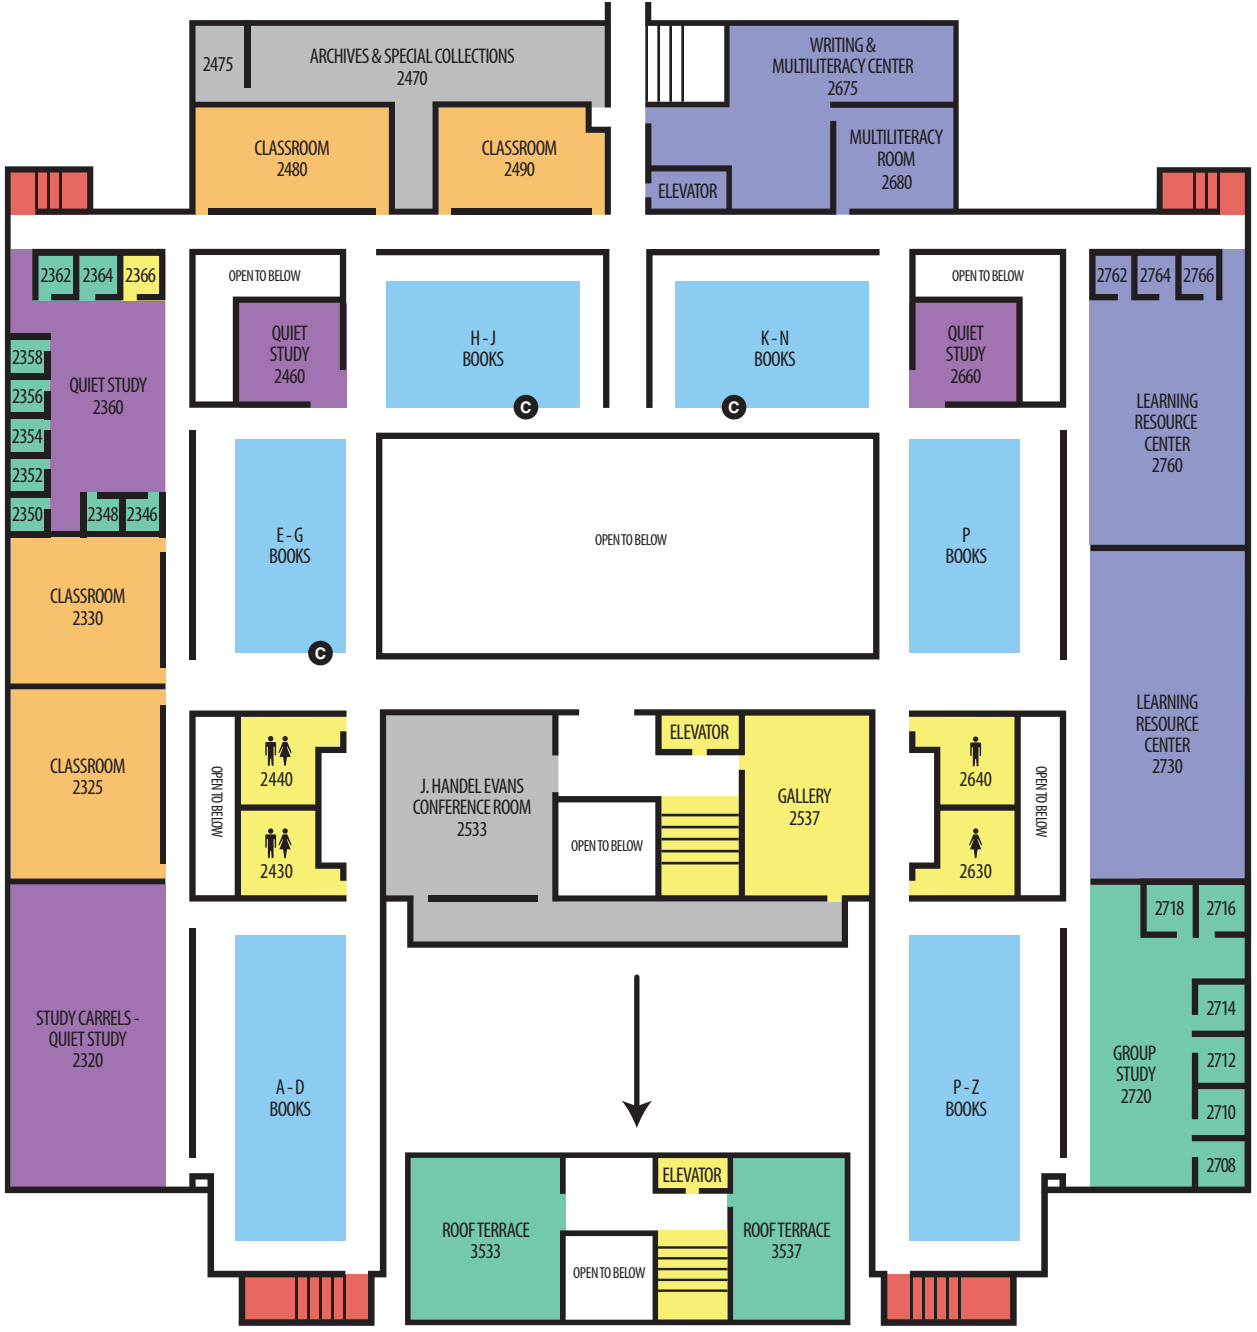 2475
ARCHIVES & SPECIAL COLLECTIONS
2470
WRITING &
MULTILITERACY CENTER
2675
CLASSROOM
2480
CLASSROOM
2490
MULTILITERACY
ROOM
2680
ELEVATOR
2362
2364
2366
OPEN TO BELOW
OPEN TO BELOW
2762
2764
2766
QUIET
STUDY
2460
H - J
BOOKS
C
K - N
BOOKS
C
QUIET
STUDY
2660
2358
2356
2354
2352
2350
QUIET STUDY
2360
2348
2346
LEARNING
RESOURCE
CENTER
2760
E - G
BOOKS
C
OPEN TO BELOW
P
BOOKS
CLASSROOM
2330
CLASSROOM
2325
OPEN TO BELOW
2440
2430
J. HANDEL EVANS
CONFERENCE ROOM
2533
ELEVATOR
OPEN TO BELOW
GALLERY
2537
2640
2630
OPEN TO BELOW
LEARNING
RESOURCE
CENTER
2730
STUDY CARRELS -
QUIET STUDY
2320
A - D
BOOKS
P - Z
BOOKS
2718
2716
2714
2712
2710
2708
GROUP
STUDY
2720
ROOF TERRACE
3533
ELEVATOR
OPEN TO BELOW
ROOF TERRACE
3537